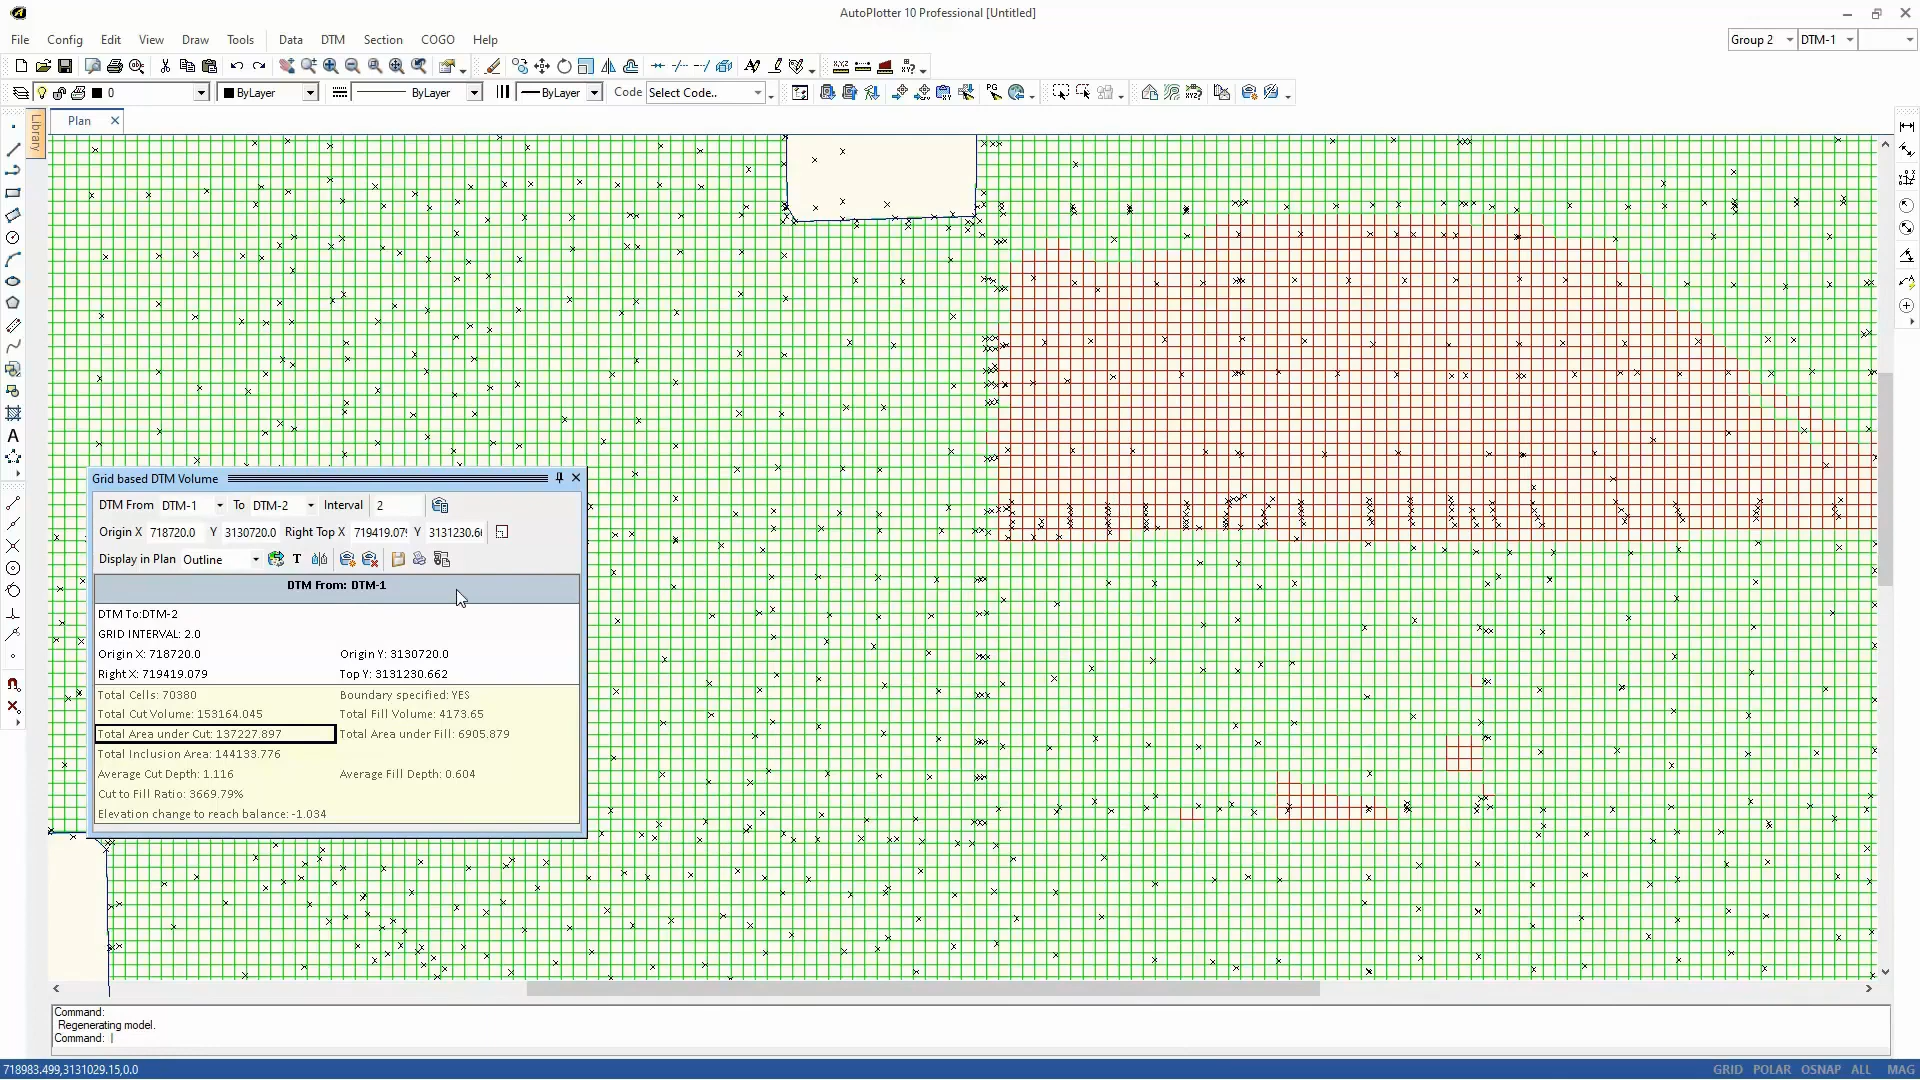 AutoPlotter 10 Professional [Untitled]
File Config Edit View Draw Tools Data DTM Section COGO Help
Group 2 DTM-1
0 ByLayer ByLayer ByLayer Code Select Code..
Library
Plan
Grid based DTM Volume
DTM From DTM-1 To DTM-2 Interval 2
Origin X 718720.0 Y 3130720.0 Right Top X 719419.079 Y 3131230.66
Display in Plan Outline
DTM From: DTM-1
DTM To:DTM-2
GRID INTERVAL: 2.0
Origin X: 718720.0 Origin Y: 3130720.0
Right X: 719419.079 Top Y: 3131230.662
Total Cells: 70380 Boundary specified: YES
Total Cut Volume: 153164.045 Total Fill Volume: 4173.65
Total Area under Cut: 137227.897 Total Area under Fill: 6905.879
Total Inclusion Area: 144133.776
Average Cut Depth: 1.116 Average Fill Depth: 0.604
Cut to Fill Ratio: 3669.79%
Elevation change to reach balance: -1.034
Command:
Regenerating model.
Command:
718983.499,3131029.15,0.0 GRID POLAR OSNAP ALL MAG